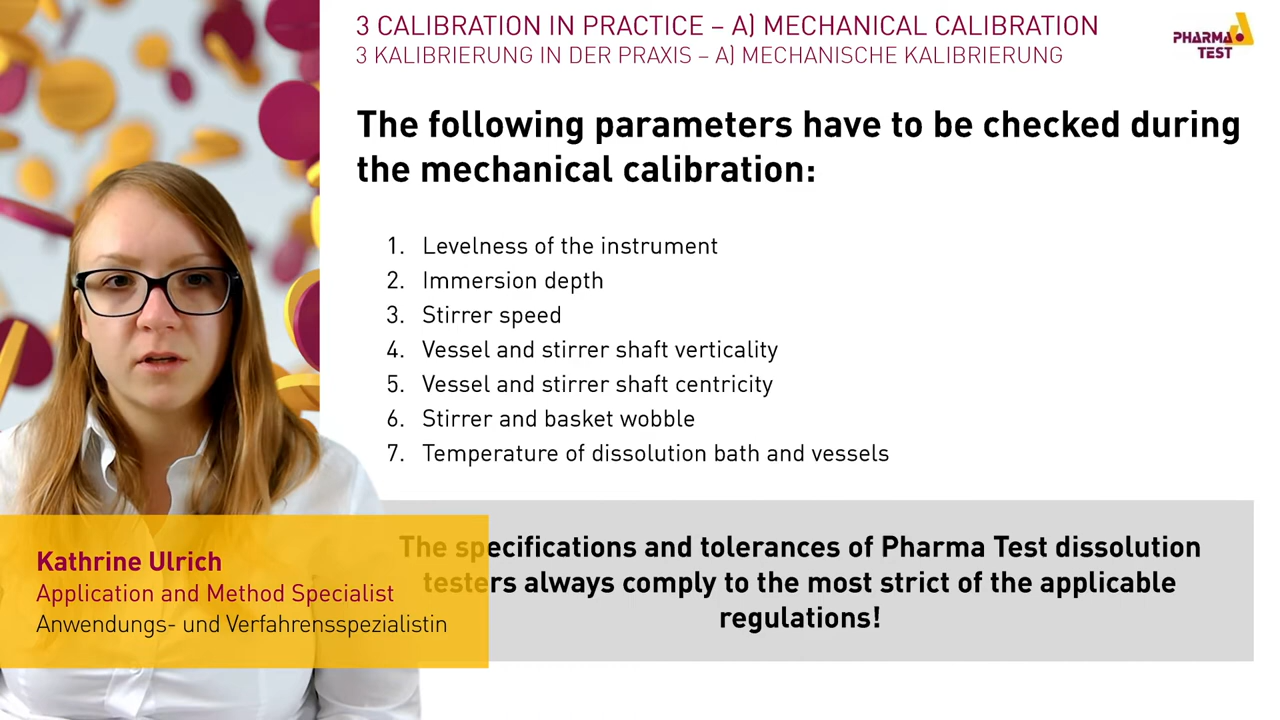 3 CALIBRATION IN PRACTICE – A) MECHANICAL CALIBRATION
3 KALIBRIERUNG IN DER PRAXIS – A) MECHANISCHE KALIBRIERUNG
PHARMA
TEST
The following parameters have to be checked during
the mechanical calibration:
1. Levelness of the instrument
2. Immersion depth
3. Stirrer speed
4. Vessel and stirrer shaft verticality
5. Vessel and stirrer shaft centricity
6. Stirrer and basket wobble
7. Temperature of dissolution bath and vessels
The specifications and tolerances of Pharma Test dissolution
testers always comply to the most strict of the applicable
regulations!
Kathrine Ulrich
Application and Method Specialist
Anwendungs- und Verfahrensspezialistin